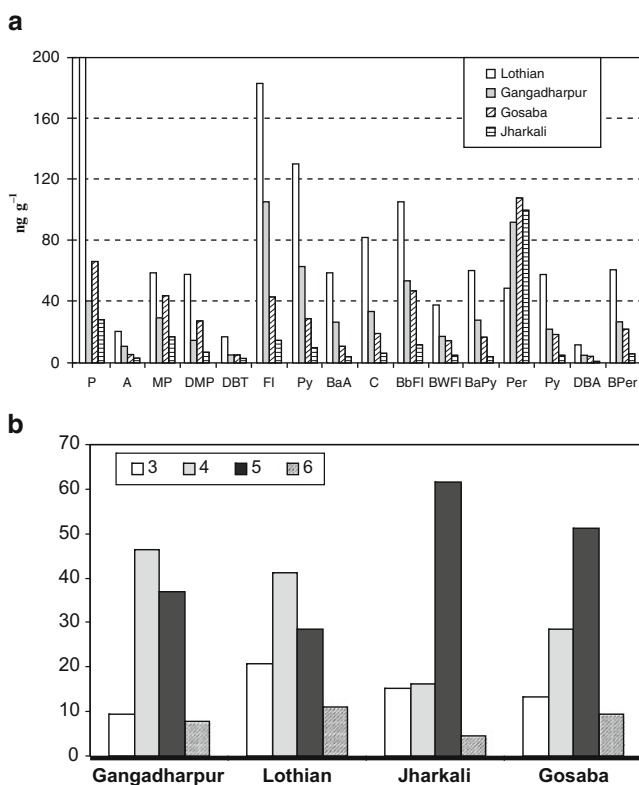 a
200
160
120
80
40
0
ng g⁻¹
Lothian
Gangadharpur
Gosaba
Jharkali
P A MP DMP DBT Fl Py BaA C BbFl BWFl BaPy Per Py DBA BPer
b
70
60
50
40
30
20
10
0
3 4 5 6
Gangadharpur Lothian Jharkali Gosaba